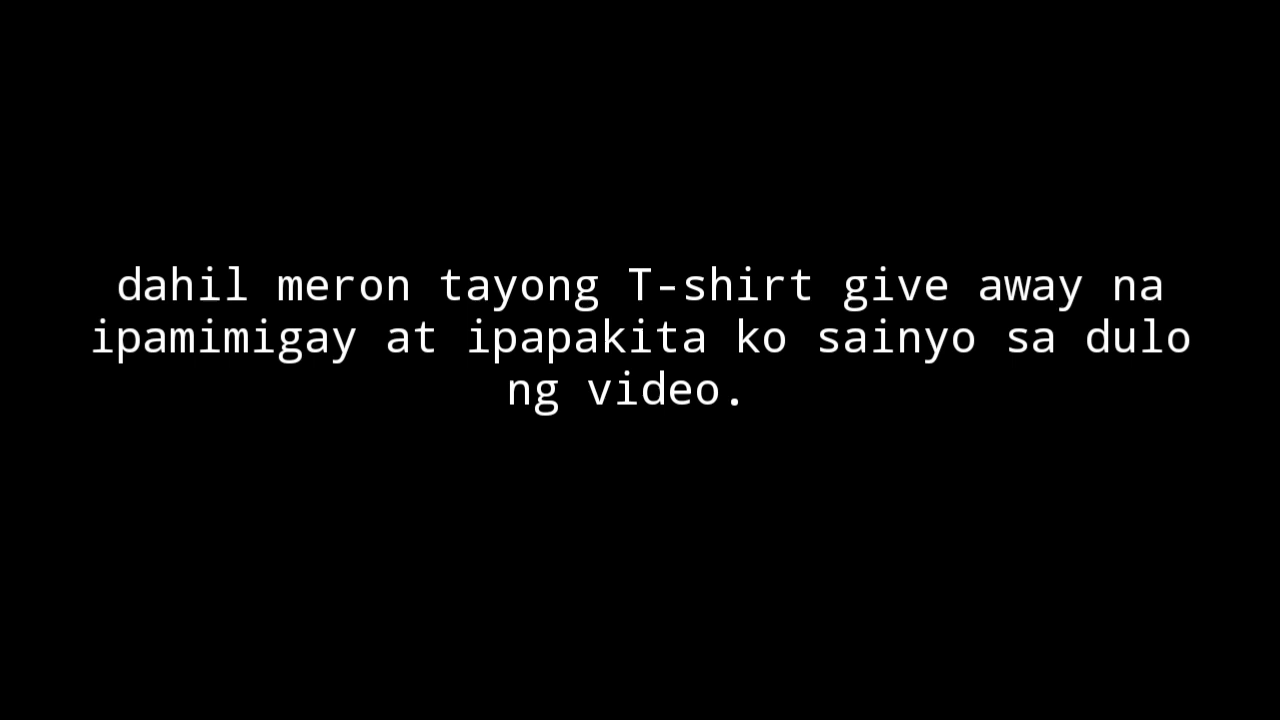 dahil meron tayong T-shirt give away na
ipamimigay at ipapakita ko sainyo sa dulo
ng video.